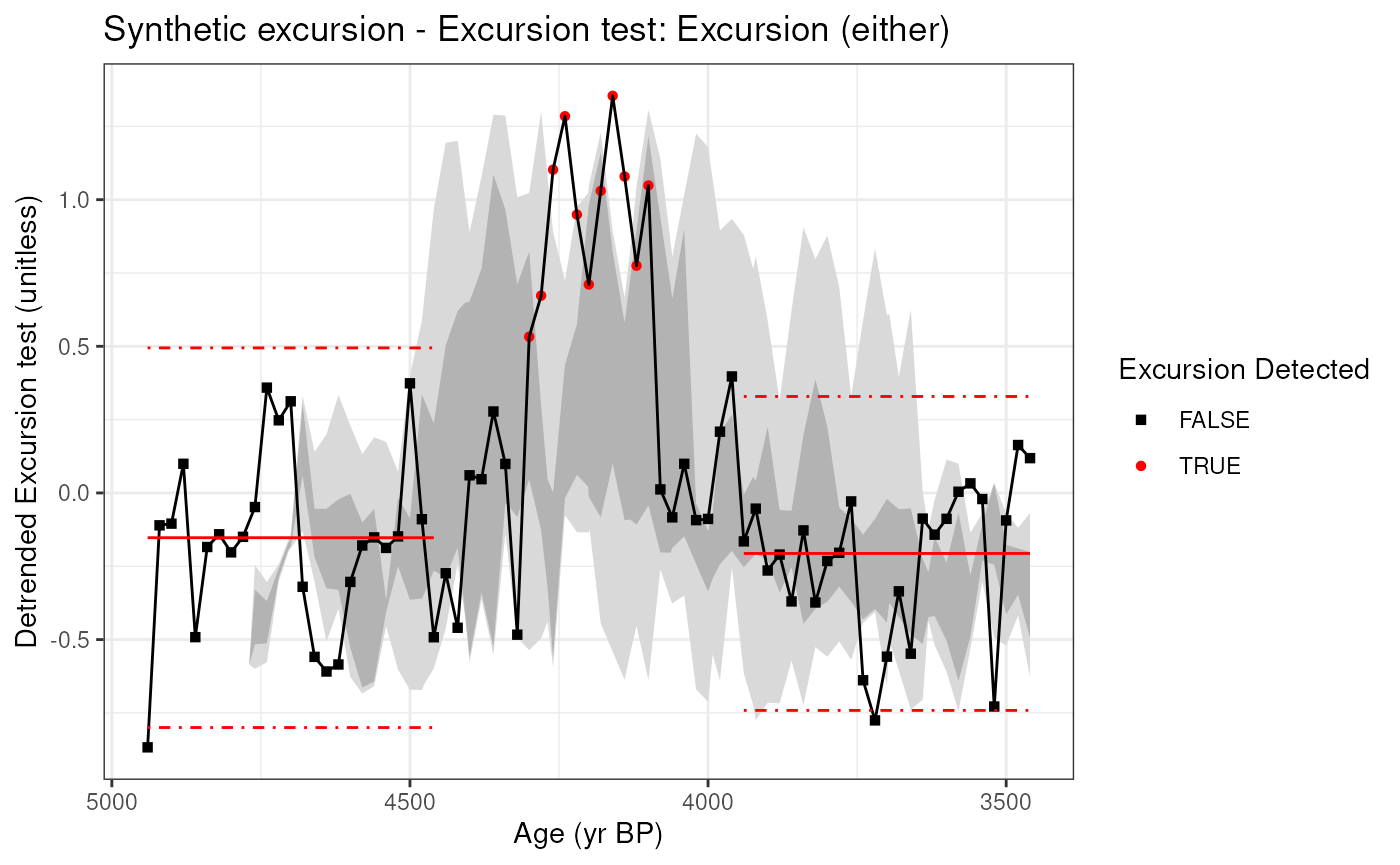 Synthetic excursion - Excursion test: Excursion (either)
Detrended Excursion test (unitless)
1.0
0.5
0.0
-0.5
5000
4500
4000
3500
Age (yr BP)
Excursion Detected
FALSE
TRUE